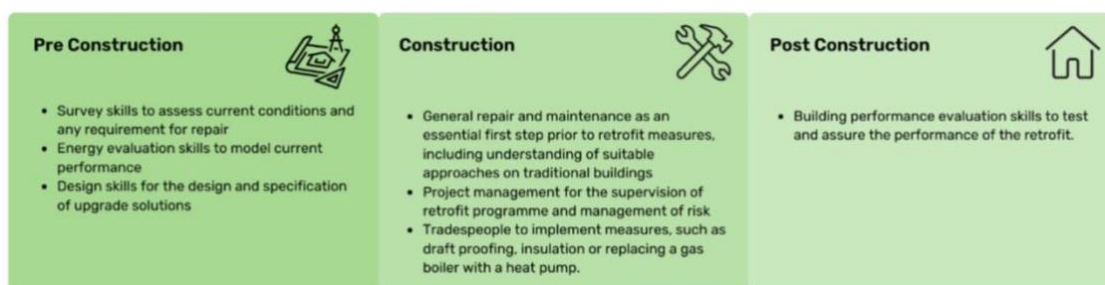 Pre Construction
• Survey skills to assess current conditions and
any requirement for repair
• Energy evaluation skills to model current
performance
• Design skills for the design and specification
of upgrade solutions
Construction
• General repair and maintenance as an
essential first step prior to retrofit measures,
including understanding of suitable
approaches on traditional buildings
• Project management for the supervision of
retrofit programme and management of risk
• Tradespeople to implement measures, such as
draft proofing, insulation or replacing a gas
boiler with a heat pump.
Post Construction
• Building performance evaluation skills to test
and assure the performance of the retrofit.